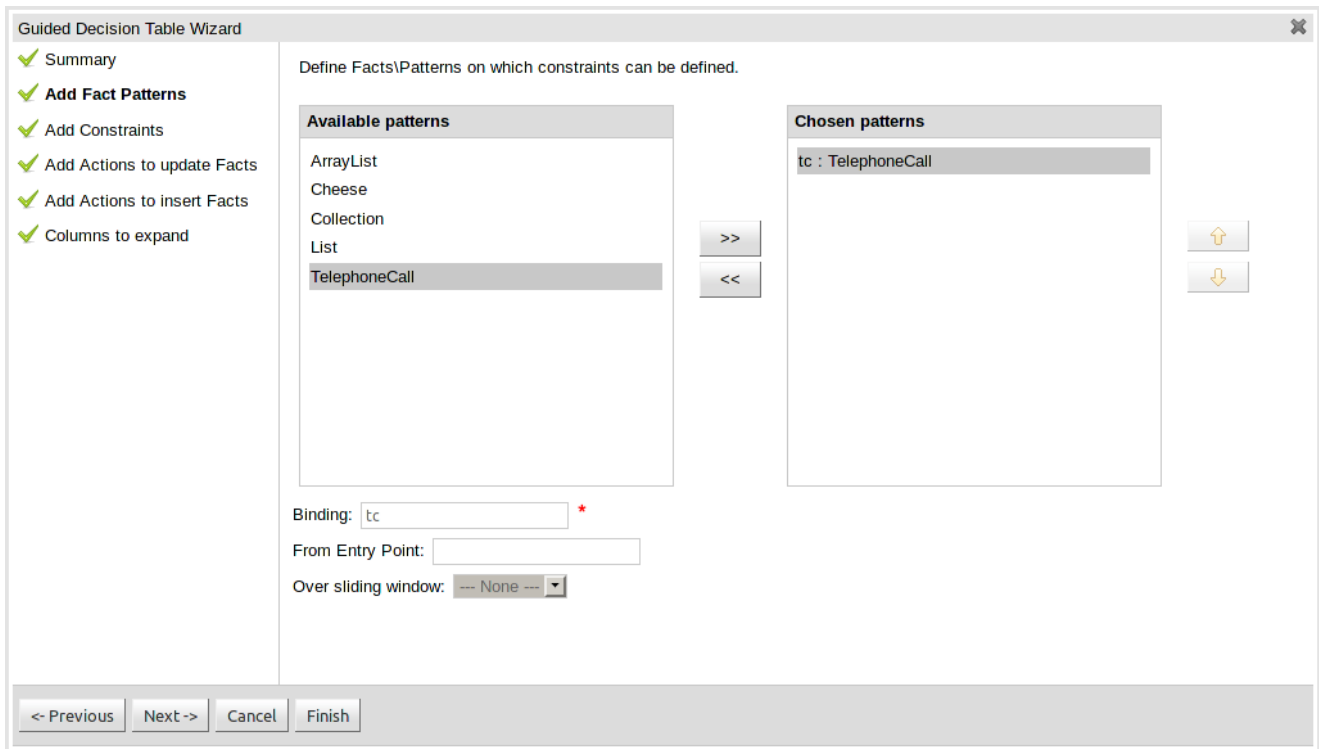 Guided Decision Table Wizard
Summary
Add Fact Patterns
Add Constraints
Add Actions to update Facts
Add Actions to insert Facts
Columns to expand
Define Facts\Patterns on which constraints can be defined.
Available patterns
ArrayList
Cheese
Collection
List
TelephoneCall
>>
<<
Chosen patterns
tc : TelephoneCall
Binding: tc *
From Entry Point:
Over sliding window: --- None ---
<- Previous Next -> Cancel Finish